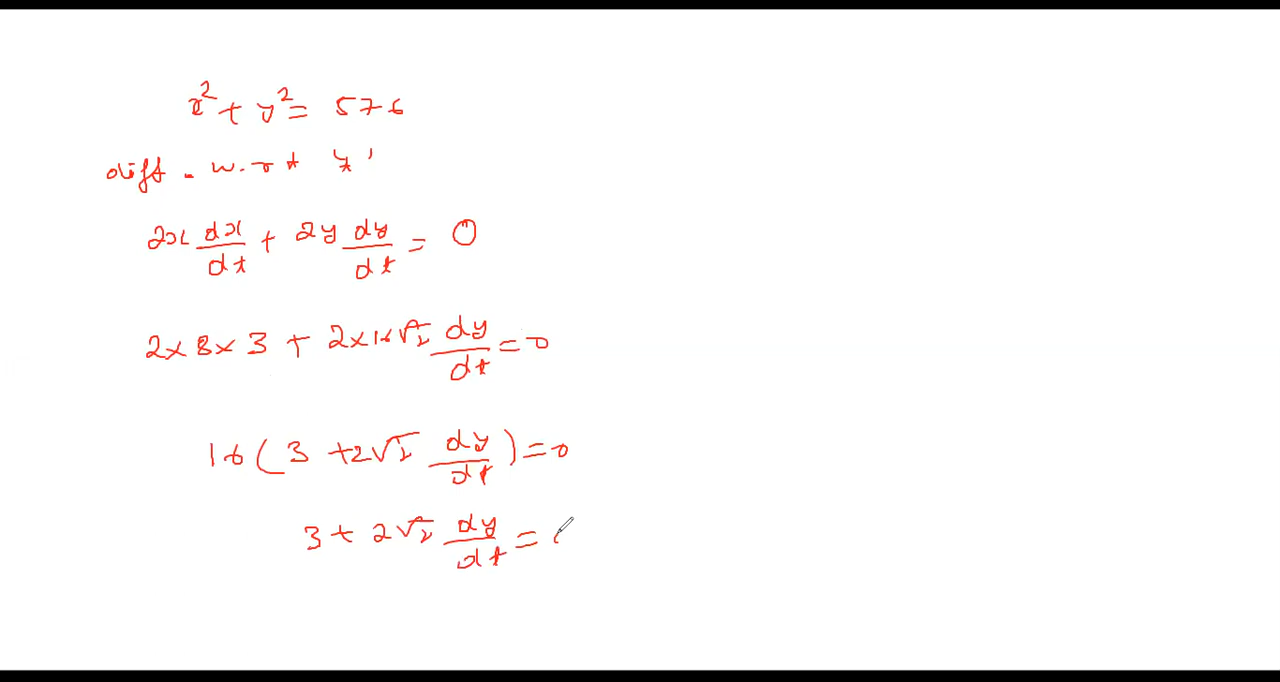 x² + y² = 576
diff. w.r.t 't'
2x dx/dt + 2y dy/dt = 0
2×8×3 + 2×16√2 dy/dt = 0
16(3 + 2√2 dy/dt) = 0
3 + 2√2 dy/dt =